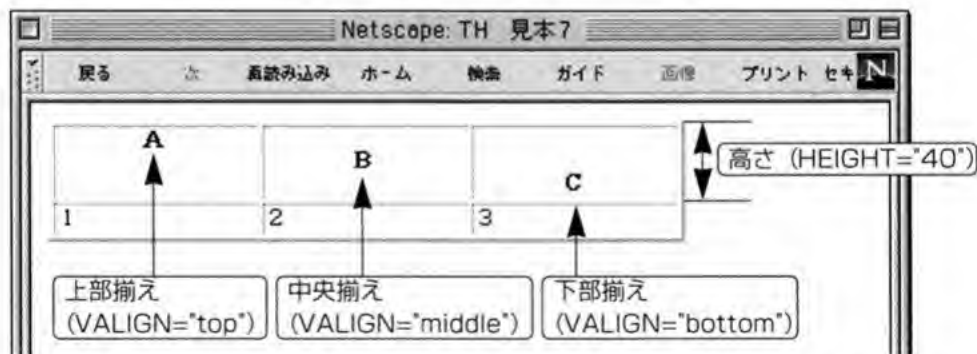 Netscape: TH 見本7
戻る 次 再読み込み ホーム 検索 ガイド 画像 プリント セキ N
A
B
C
高さ (HEIGHT="40")
1 2 3
上部揃え
(VALIGN="top")
中央揃え
(VALIGN="middle")
下部揃え
(VALIGN="bottom")